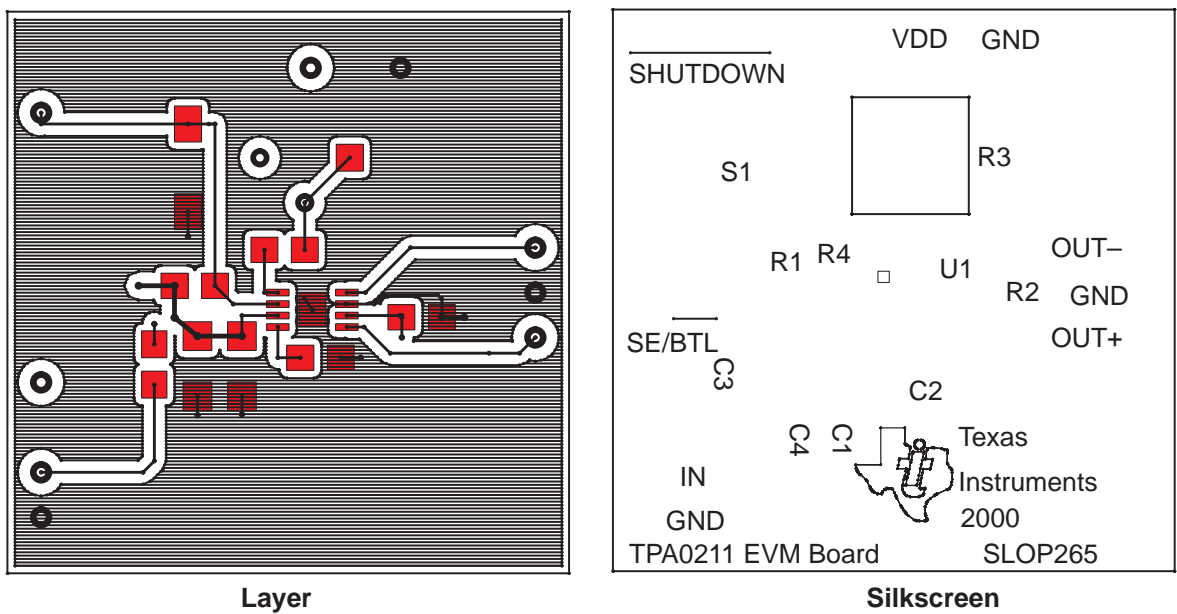 VDD GND
SHUTDOWN
R3
S1
OUT–
R1 R4 U1
R2 GND
OUT+
SE/BTL
C3
C2
C4 C1 Texas
IN Instruments
GND 2000
TPA0211 EVM Board SLOP265
Layer Silkscreen